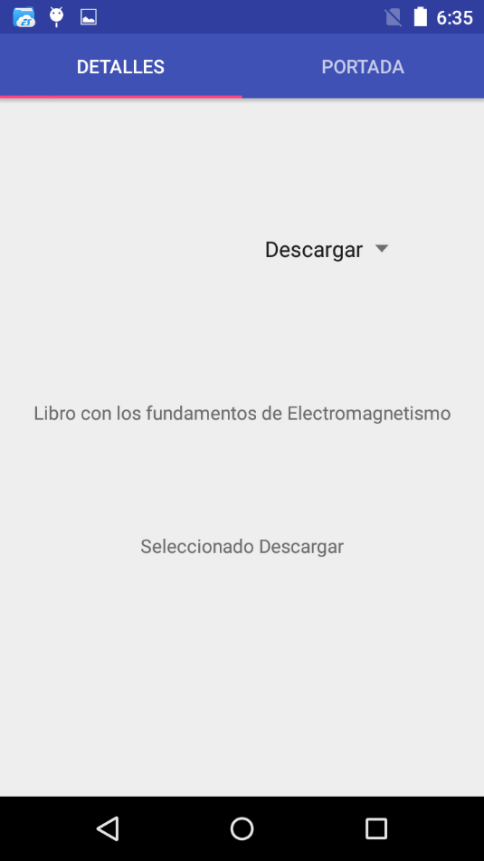 6:35
DETALLES
PORTADA
Descargar
Libro con los fundamentos de Electromagnetismo
Seleccionado Descargar